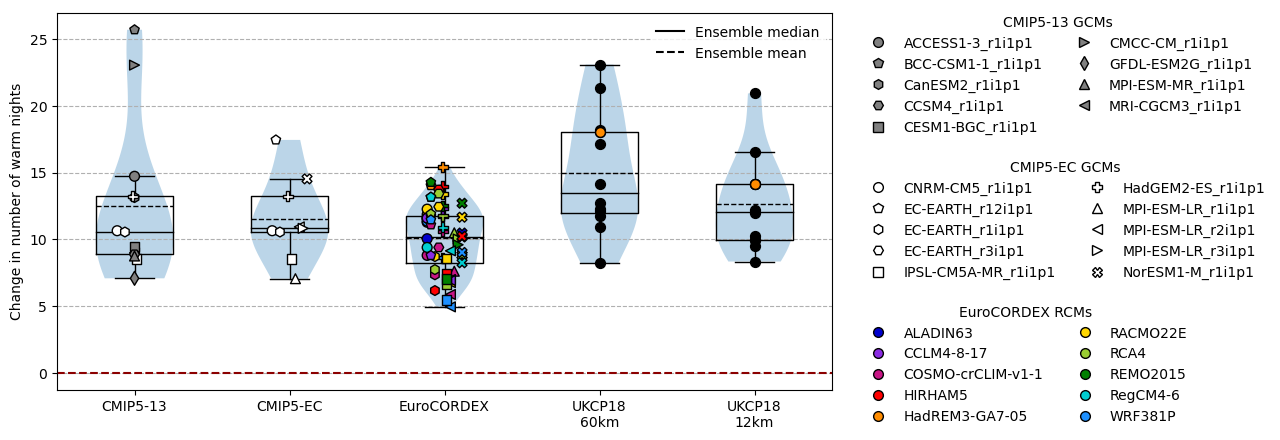 Change in number of warm nights
25
20
15
10
5
0
Ensemble median
Ensemble mean
CMIP5-13
CMIP5-EC
EuroCORDEX
UKCP18
60km
UKCP18
12km
CMIP5-13 GCMs
ACCESS1-3_r1i1p1
BCC-CSM1-1_r1i1p1
CanESM2_r1i1p1
CCSM4_r1i1p1
CESM1-BGC_r1i1p1
CMCC-CM_r1i1p1
GFDL-ESM2G_r1i1p1
MPI-ESM-MR_r1i1p1
MRI-CGCM3_r1i1p1
CMIP5-EC GCMs
CNRM-CM5_r1i1p1
EC-EARTH_r12i1p1
EC-EARTH_r1i1p1
EC-EARTH_r3i1p1
IPSL-CM5A-MR_r1i1p1
HadGEM2-ES_r1i1p1
MPI-ESM-LR_r1i1p1
MPI-ESM-LR_r2i1p1
MPI-ESM-LR_r3i1p1
NorESM1-M_r1i1p1
EuroCORDEX RCMs
ALADIN63
CCLM4-8-17
COSMO-crCLIM-v1-1
HIRHAM5
HadREM3-GA7-05
RACMO22E
RCA4
REMO2015
RegCM4-6
WRF381P